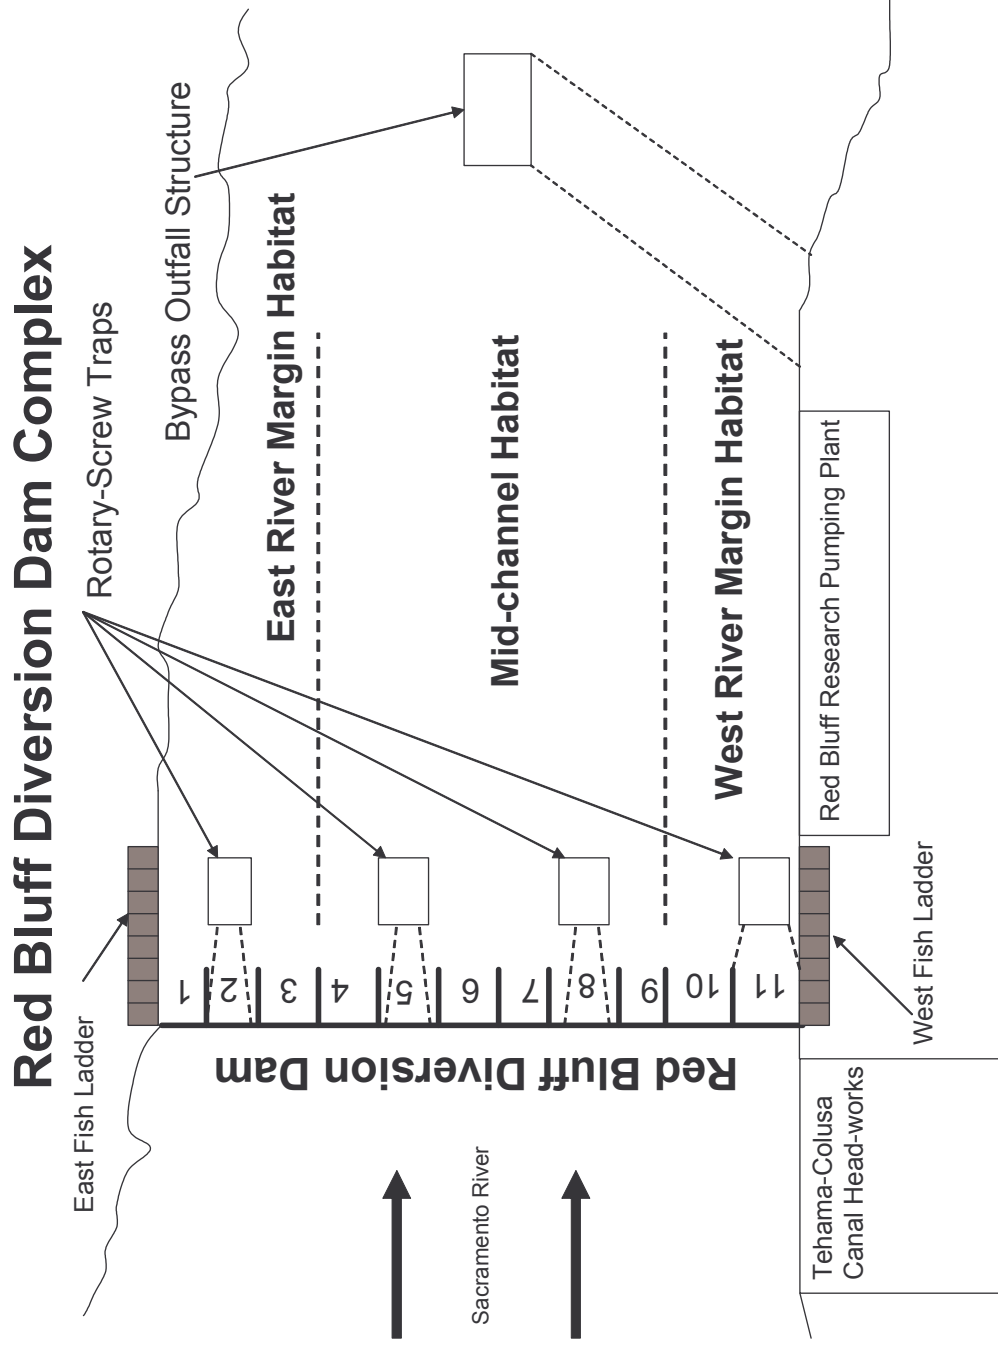 Red Bluff Diversion Dam Complex
Rotary-Screw Traps
Bypass Outfall Structure
East Fish Ladder
East River Margin Habitat
Mid-channel Habitat
West River Margin Habitat
1
2
3
4
5
6
7
8
9
10
11
Red Bluff Diversion Dam
Sacramento River
Red Bluff Research Pumping Plant
West Fish Ladder
Tehama-Colusa
Canal Head-works